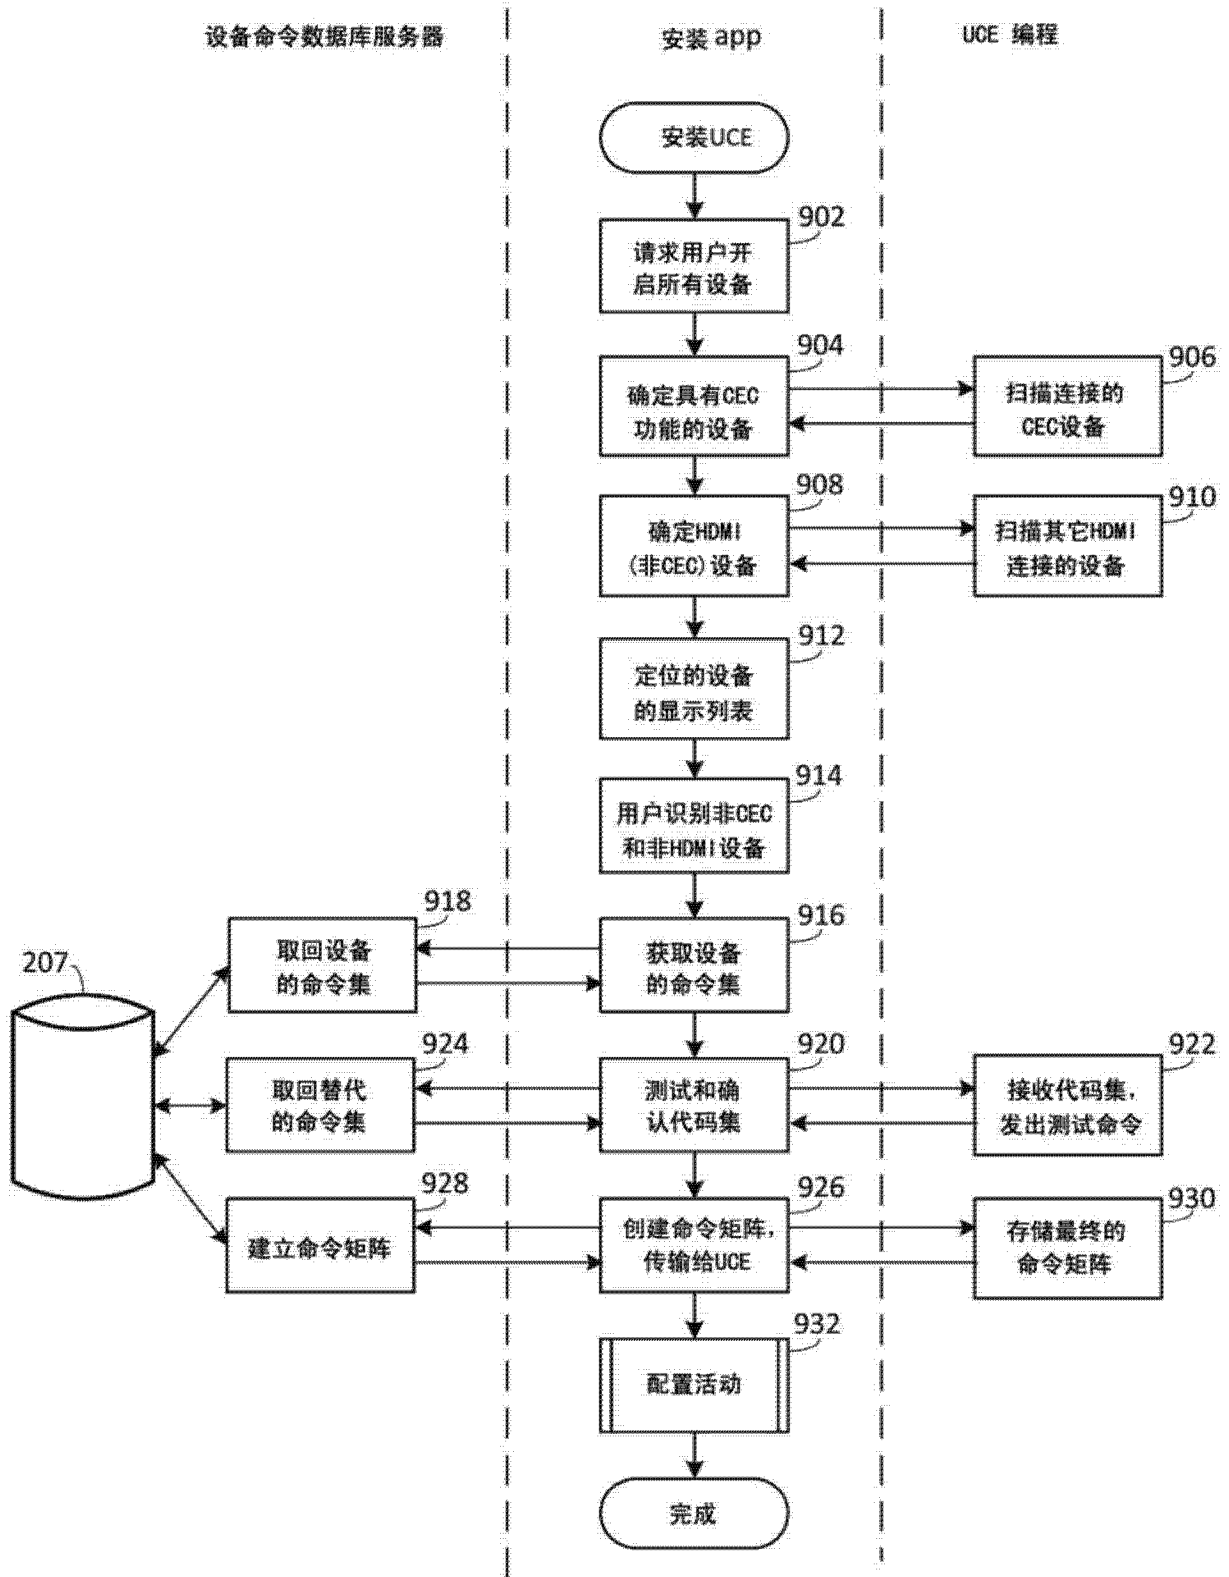 设备命令数据库服务器
安装 app
UCE 编程
安装UCE
902
请求用户开
启所有设备
904
确定具有CEC
功能的设备
906
扫描连接的
CEC设备
908
确定HDMI
(非CEC)设备
910
扫描其它HDMI
连接的设备
912
定位的设备
的显示列表
914
用户识别非CEC
和非HDMI设备
918
取回设备
的命令集
916
获取设备
的命令集
207
924
取回替代
的命令集
920
测试和确
认代码集
922
接收代码集,
发出测试命令
928
建立命令矩阵
926
创建命令矩阵,
传输给UCE
930
存储最终的
命令矩阵
932
配置活动
完成